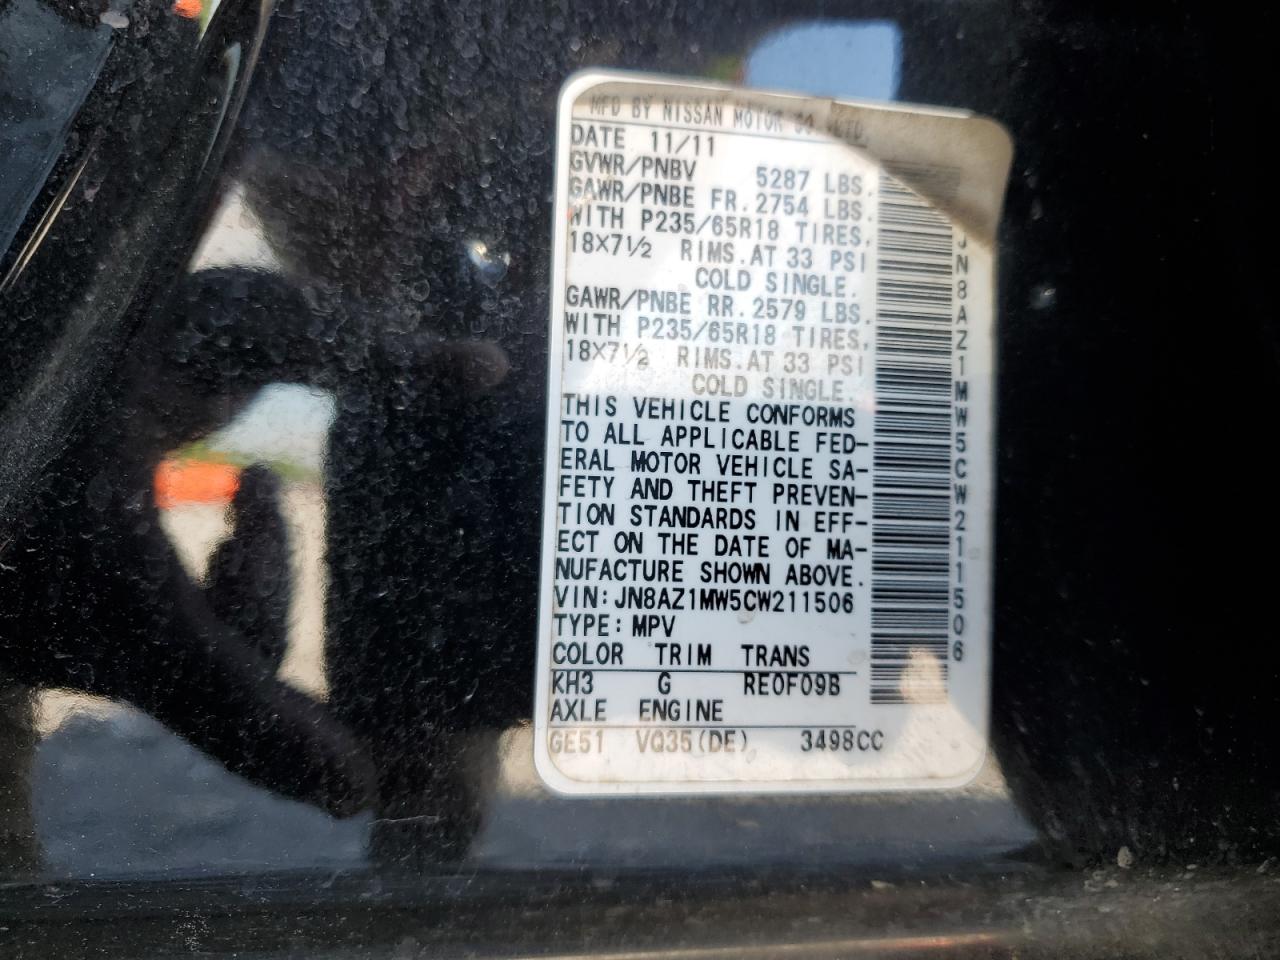 MFD BY NISSAN MOTOR CO.,LTD.
DATE 11/11
GVWR/PNBV 5287 LBS.
GAWR/PNBE FR. 2754 LBS.
WITH P235/65R18 TIRES,
18X7½ RIMS. AT 33 PSI
COLD SINGLE.
GAWR/PNBE RR. 2579 LBS.
WITH P235/65R18 TIRES,
18X7½ RIMS. AT 33 PSI
COLD SINGLE.
THIS VEHICLE CONFORMS
TO ALL APPLICABLE FED-
ERAL MOTOR VEHICLE SA-
FETY AND THEFT PREVEN-
TION STANDARDS IN EFF-
ECT ON THE DATE OF MA-
NUFACTURE SHOWN ABOVE.
VIN: JN8AZ1MW5CW211506
TYPE: MPV
COLOR TRIM TRANS
KH3 G RE0F09B
AXLE ENGINE
GE51 VQ35(DE) 3498CC
JN8AZ1MW5CW211506